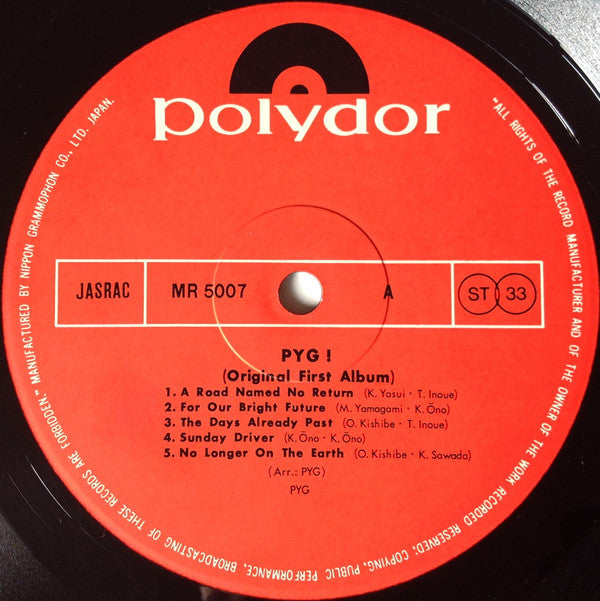 polydor
JASRAC
MR 5007
A
ST 33
PYG !
(Original First Album)
1. A Road Named No Return (K. Yasui · T. Inoue)
2. For Our Bright Future (M. Yamagami · K. Ōno)
3. The Days Already Past (O. Kishibe · T. Inoue)
4. Sunday Driver (K. Ōno · K. Ōno)
5. No Longer On The Earth (O. Kishibe · K. Sawada)
(Arr.: PYG)
PYG
"ALL RIGHTS OF THE RECORD MANUFACTURER AND OF THE OWNER OF THE WORK RECORDED RESERVED; COPYING, PUBLIC PERFORMANCE, BROADCASTING OF THESE RECORDS ARE FORBIDDEN." MANUFACTURED BY NIPPON GRAMMOPHON CO., LTD. JAPAN.